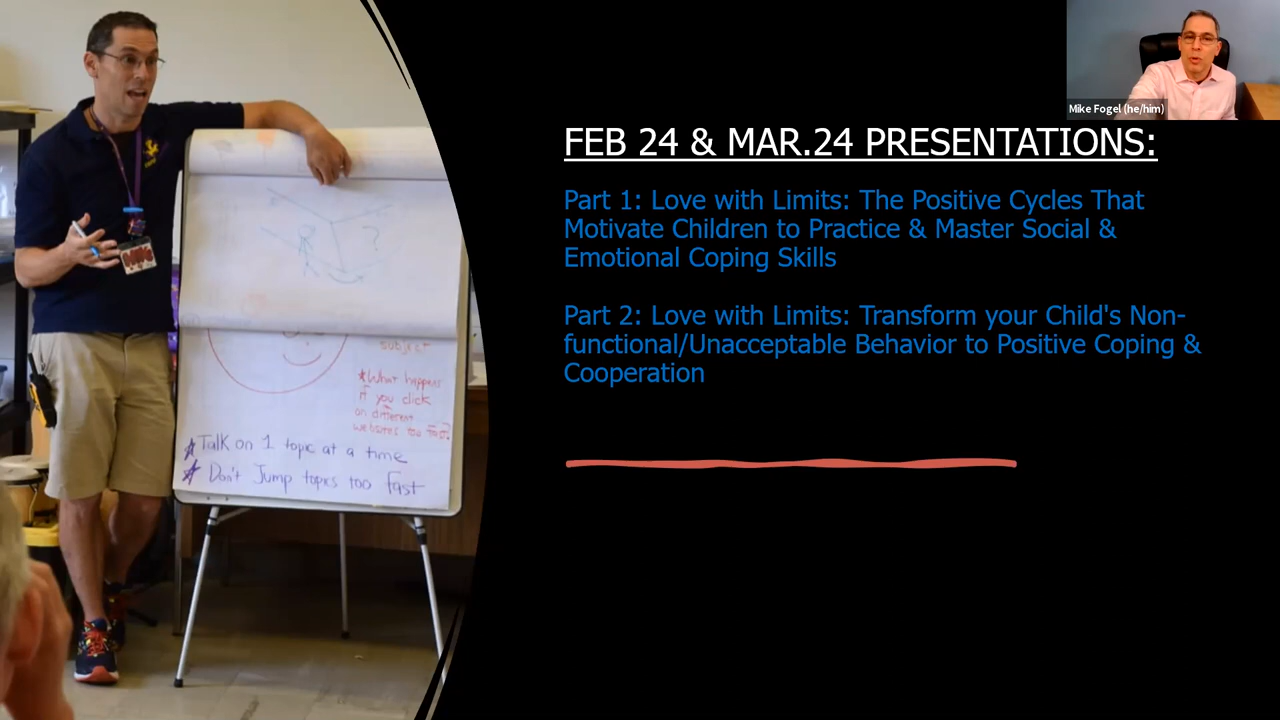 Mike Fogel (he/him)
FEB 24 & MAR.24 PRESENTATIONS:
Part 1: Love with Limits: The Positive Cycles That
Motivate Children to Practice & Master Social &
Emotional Coping Skills
Part 2: Love with Limits: Transform your Child's Non-
functional/Unacceptable Behavior to Positive Coping &
Cooperation
subject
*What happens
if you click
on different
websites too fast?
*Talk on 1 topic at a time
* Don't Jump topics too fast